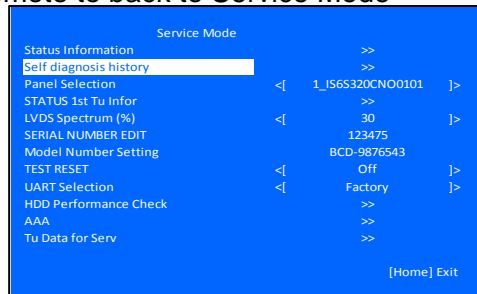 Service Mode
Status Information >>
Self diagnosis history >>
Panel Selection <[ 1_IS6S320CNO0101 ]>
STATUS 1st Tu Infor >>
LVDS Spectrum (%) <[ 30 ]>
SERIAL NUMBER EDIT 123475
Model Number Setting BCD-9876543
TEST RESET <[ Off ]>
UART Selection <[ Factory ]>
HDD Performance Check >>
AAA >>
Tu Data for Serv >>
[Home] Exit